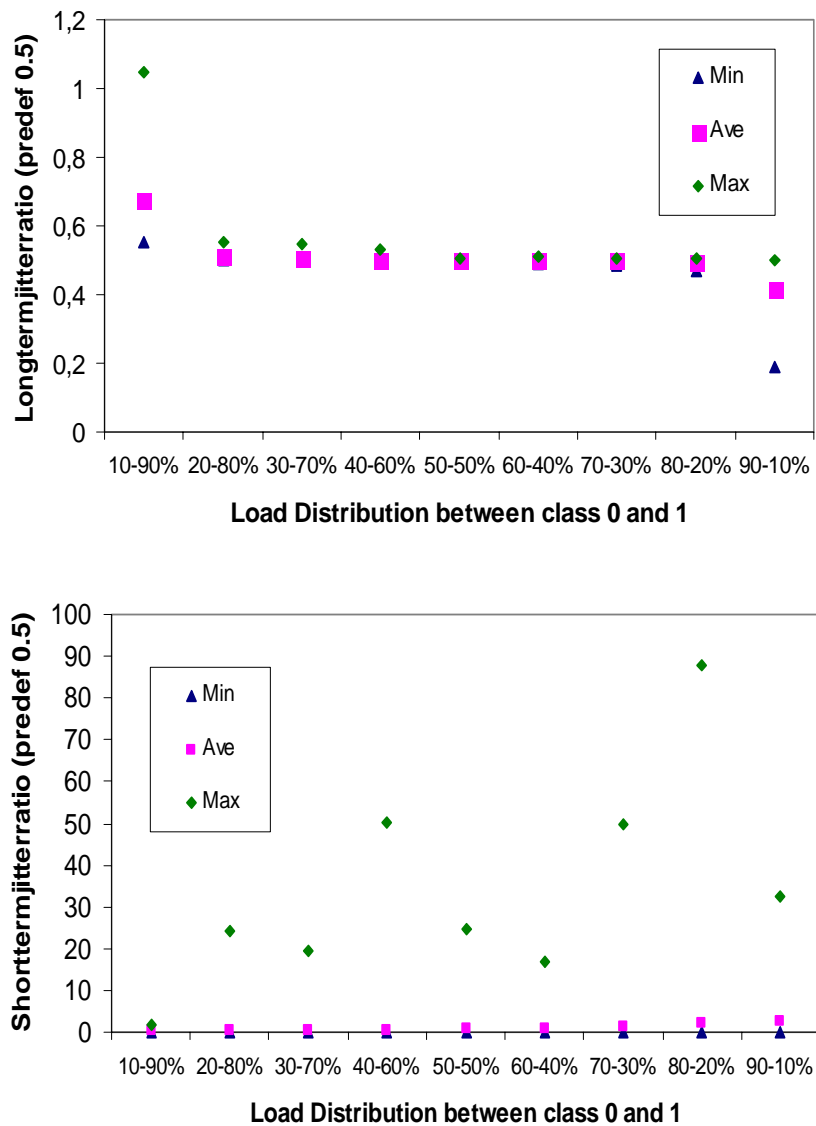 Longtermjitterratio (predef 0.5)
1,2
1
0,8
0,6
0,4
0,2
0
Min
Ave
Max
10-90% 20-80% 30-70% 40-60% 50-50% 60-40% 70-30% 80-20% 90-10%
Load Distribution between class 0 and 1
Shorttermjitterratio (predef 0.5)
100
90
80
70
60
50
40
30
20
10
0
Min
Ave
Max
10-90% 20-80% 30-70% 40-60% 50-50% 60-40% 70-30% 80-20% 90-10%
Load Distribution between class 0 and 1